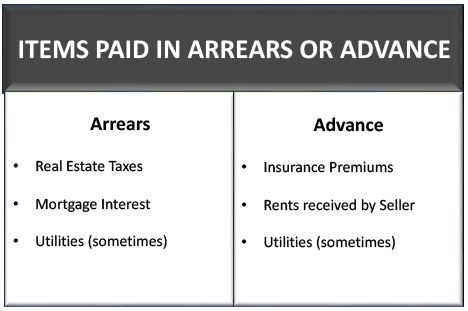 ITEMS PAID IN ARREARS OR ADVANCE
Arrears
• Real Estate Taxes
• Mortgage Interest
• Utilities (sometimes)
Advance
• Insurance Premiums
• Rents received by Seller
• Utilities (sometimes)